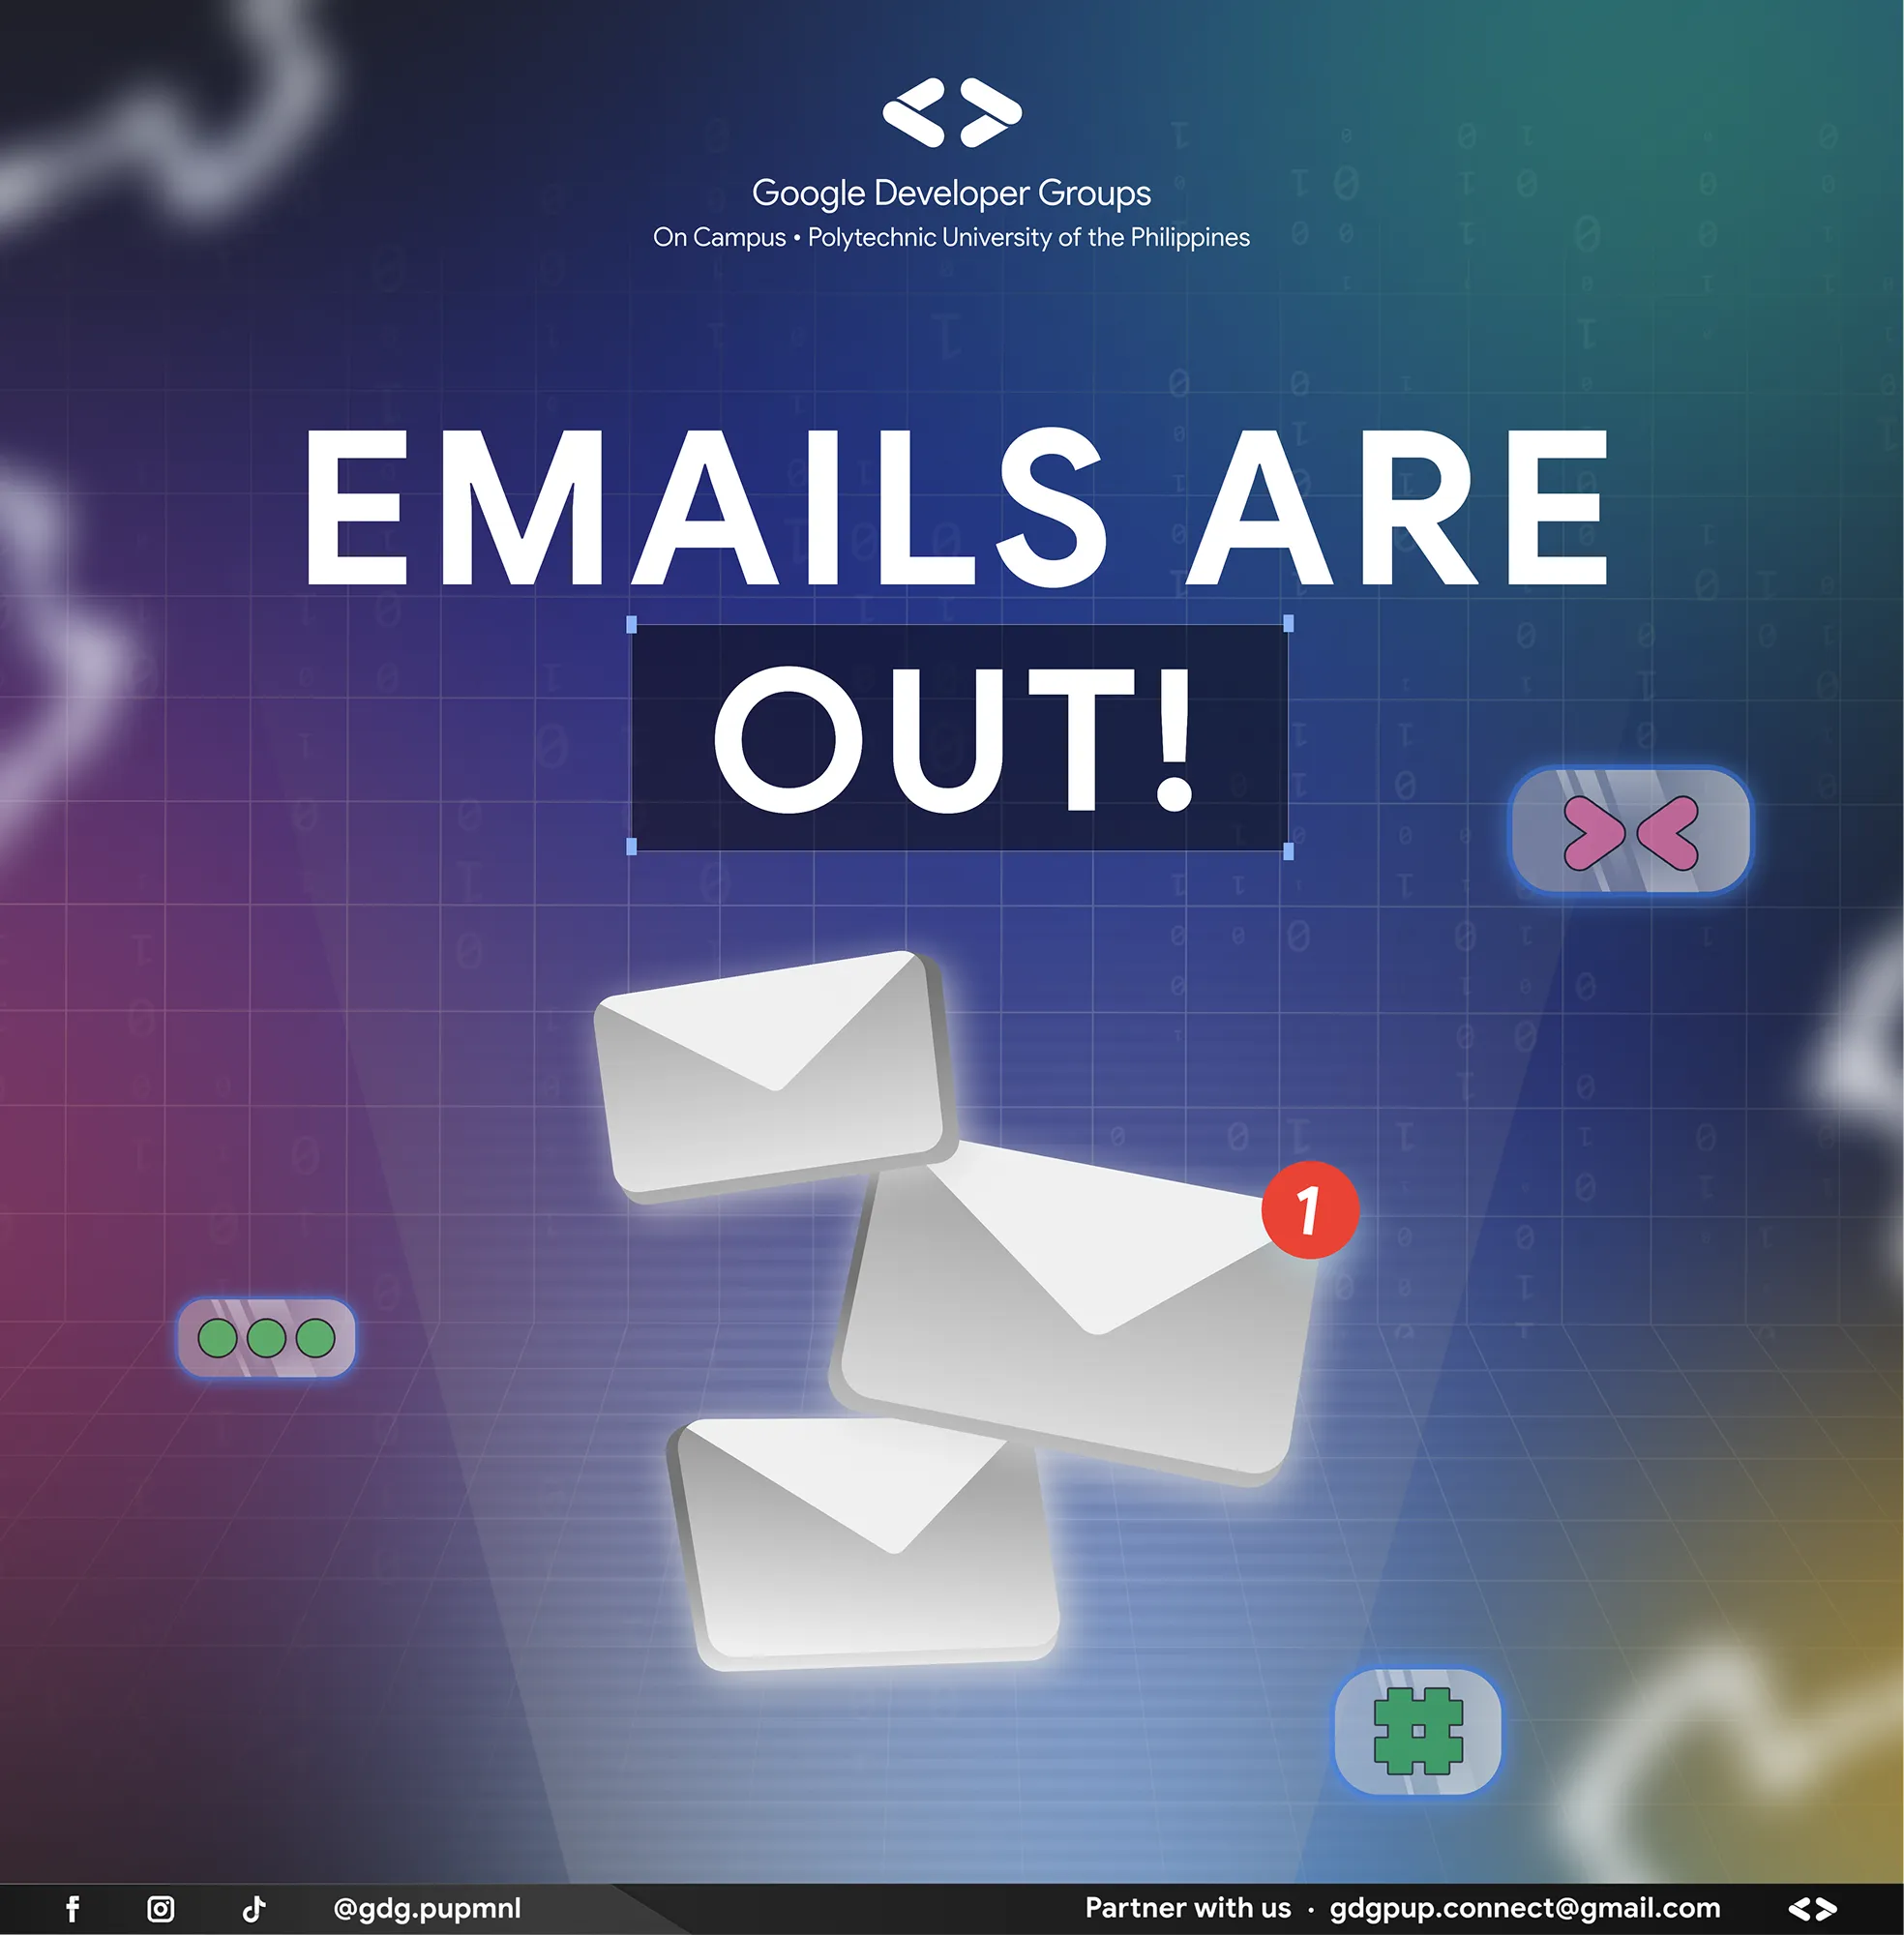 Google Developer Groups
On Campus • Polytechnic University of the Philippines
EMAILS ARE
OUT!
1
@gdg.pupmnl
Partner with us • gdgpup.connect@gmail.com